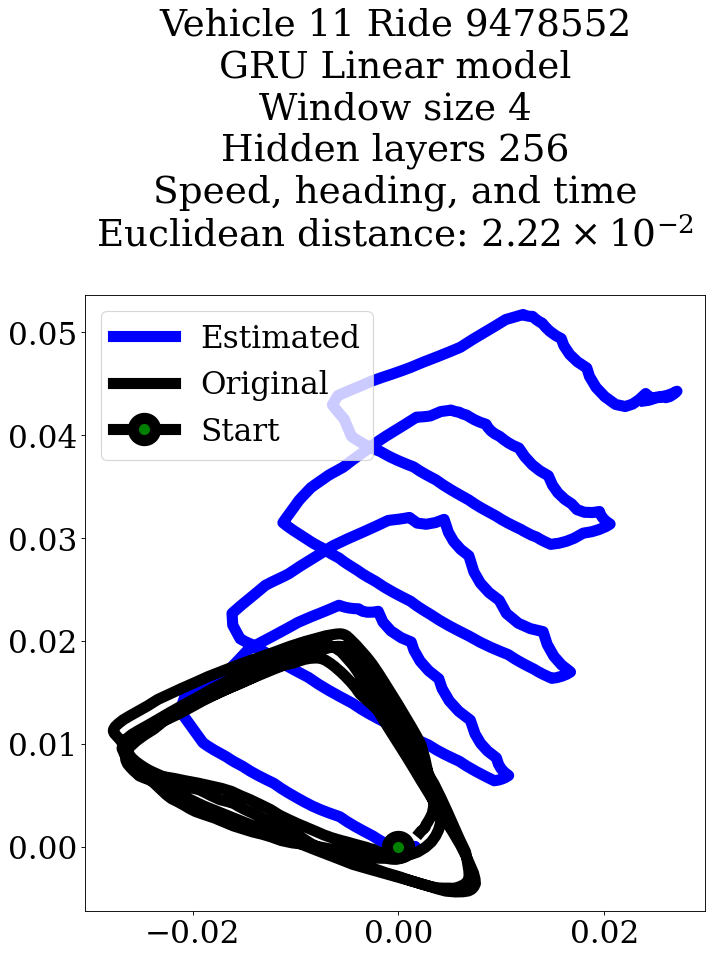 Vehicle 11 Ride 9478552
GRU Linear model
Window size 4
Hidden layers 256
Speed, heading, and time
Euclidean distance: 2.22 × 10⁻²
Estimated
Original
Start
0.05
0.04
0.03
0.02
0.01
0.00
−0.02
0.00
0.02